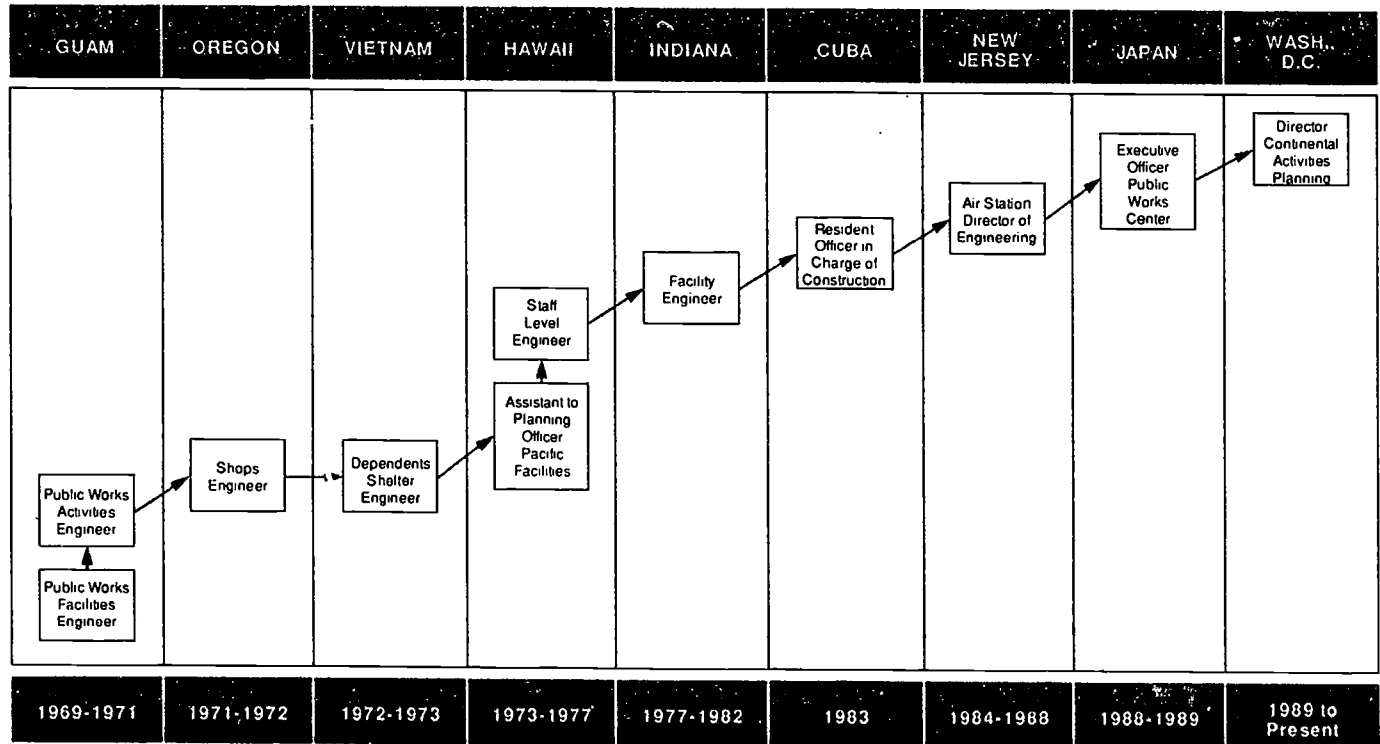 GUAM
OREGON
VIETNAM
HAWAII
INDIANA
CUBA
NEW
JERSEY
JAPAN
WASH.
D.C.
Public Works
Facilities
Engineer
Public Works
Activities
Engineer
Shops
Engineer
Dependents
Shelter
Engineer
Assistant to
Planning
Officer
Pacific
Facilities
Staff
Level
Engineer
Facility
Engineer
Resident
Officer in
Charge of
Construction
Air Station
Director of
Engineering
Executive
Officer
Public
Works
Center
Director
Continental
Activities
Planning
1969-1971
1971-1972
1972-1973
1973-1977
1977-1982
1983
1984-1988
1988-1989
1989 to
Present